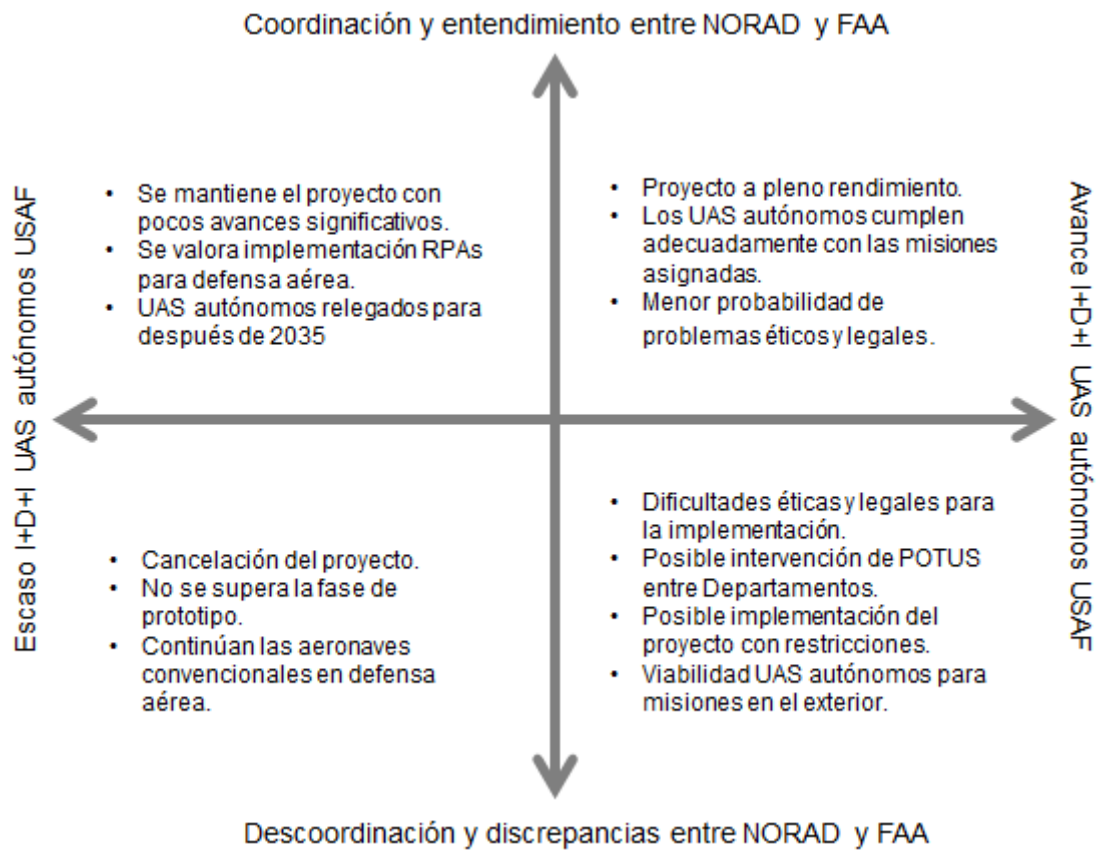 Coordinación y entendimiento entre NORAD y FAA
Escaso I+D+I UAS autónomos USAF
• Se mantiene el proyecto con
pocos avances significativos.
• Se valora implementación RPAs
para defensa aérea.
• UAS autónomos relegados para
después de 2035
• Proyecto a pleno rendimiento.
• Los UAS autónomos cumplen
adecuadamente con las misiones
asignadas.
• Menor probabilidad de
problemas éticos y legales.
Avance I+D+I UAS autónomos USAF
• Cancelación del proyecto.
• No se supera la fase de
prototipo.
• Continúan las aeronaves
convencionales en defensa
aérea.
• Dificultades éticas y legales para
la implementación.
• Posible intervención de POTUS
entre Departamentos.
• Posible implementación del
proyecto con restricciones.
• Viabilidad UAS autónomos para
misiones en el exterior.
Descoordinación y discrepancias entre NORAD y FAA